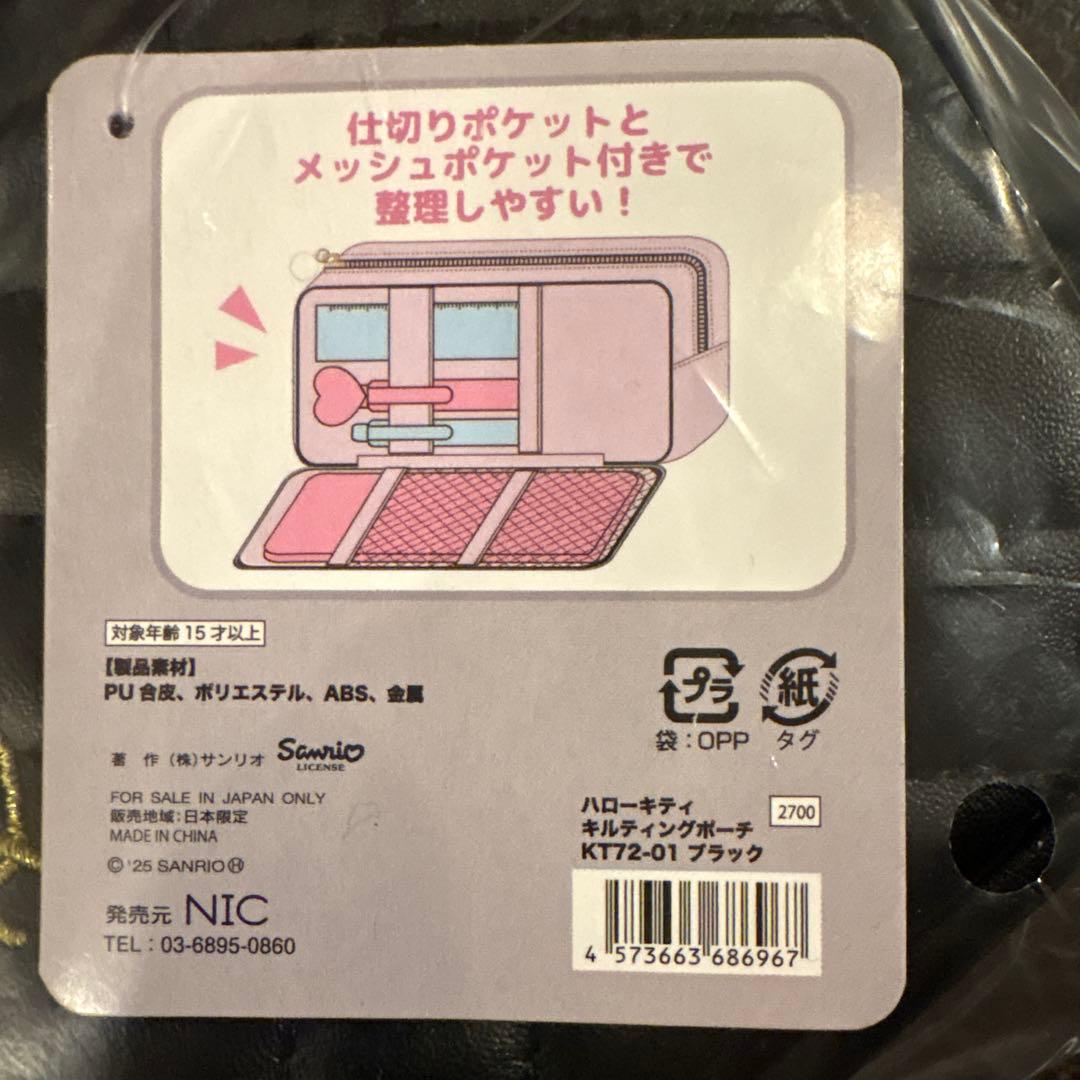 仕切りポケットと
メッシュポケット付きで
整理しやすい！
対象年齢15才以上
【製品素材】
PU合皮、ポリエステル、ABS、金属
プラ
紙
袋：OPP タグ
著 作 (株)サンリオ Sanrio
LICENSE
FOR SALE IN JAPAN ONLY
販売地域：日本限定
MADE IN CHINA
©'25 SANRIO Ⓗ
発売元 NIC
TEL：03-6895-0860
ハローキティ
キルティングポーチ
2700
KT72-01 ブラック
4 573663 686967